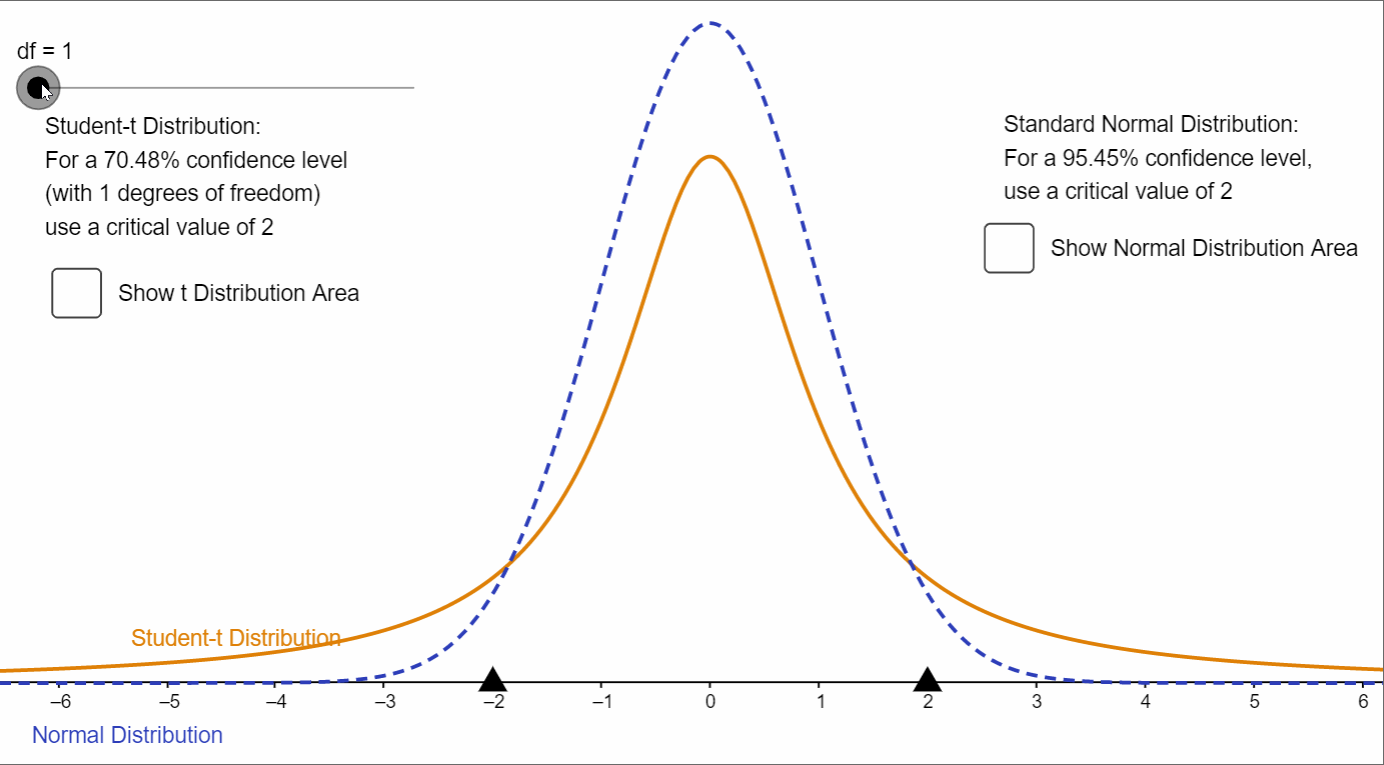 df = 1
Student-t Distribution:
For a 70.48% confidence level
(with 1 degrees of freedom)
use a critical value of 2
Show t Distribution Area
Standard Normal Distribution:
For a 95.45% confidence level,
use a critical value of 2
Show Normal Distribution Area
Student-t Distribution
–6 –5 –4 –3 –2 –1 0 1 2 3 4 5 6
Normal Distribution